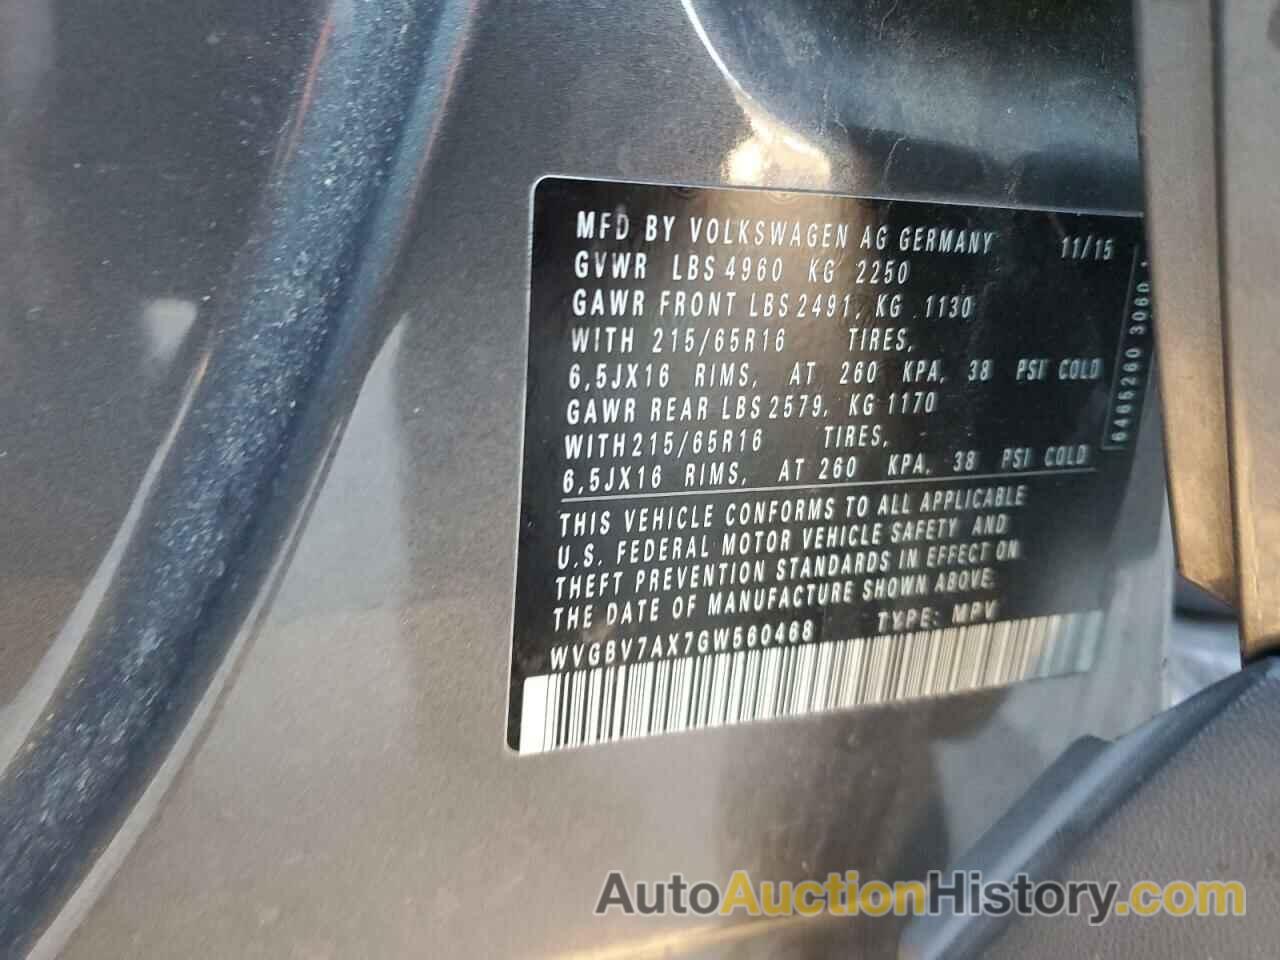 MFD BY VOLKSWAGEN AG GERMANY 11/15
GVWR LBS 4960 KG 2250
GAWR FRONT LBS 2491, KG 1130
WITH 215/65R16 TIRES,
6,5JX16 RIMS, AT 260 KPA, 38 PSI COLD
GAWR REAR LBS 2579, KG 1170
WITH 215/65R16 TIRES,
6,5JX16 RIMS, AT 260 KPA, 38 PSI COLD
THIS VEHICLE CONFORMS TO ALL APPLICABLE
U.S. FEDERAL MOTOR VEHICLE SAFETY AND
THEFT PREVENTION STANDARDS IN EFFECT ON
THE DATE OF MANUFACTURE SHOWN ABOVE.
WVGBV7AX7GW560468 TYPE: MPV
6465260 3060
AutoAuctionHistory.com